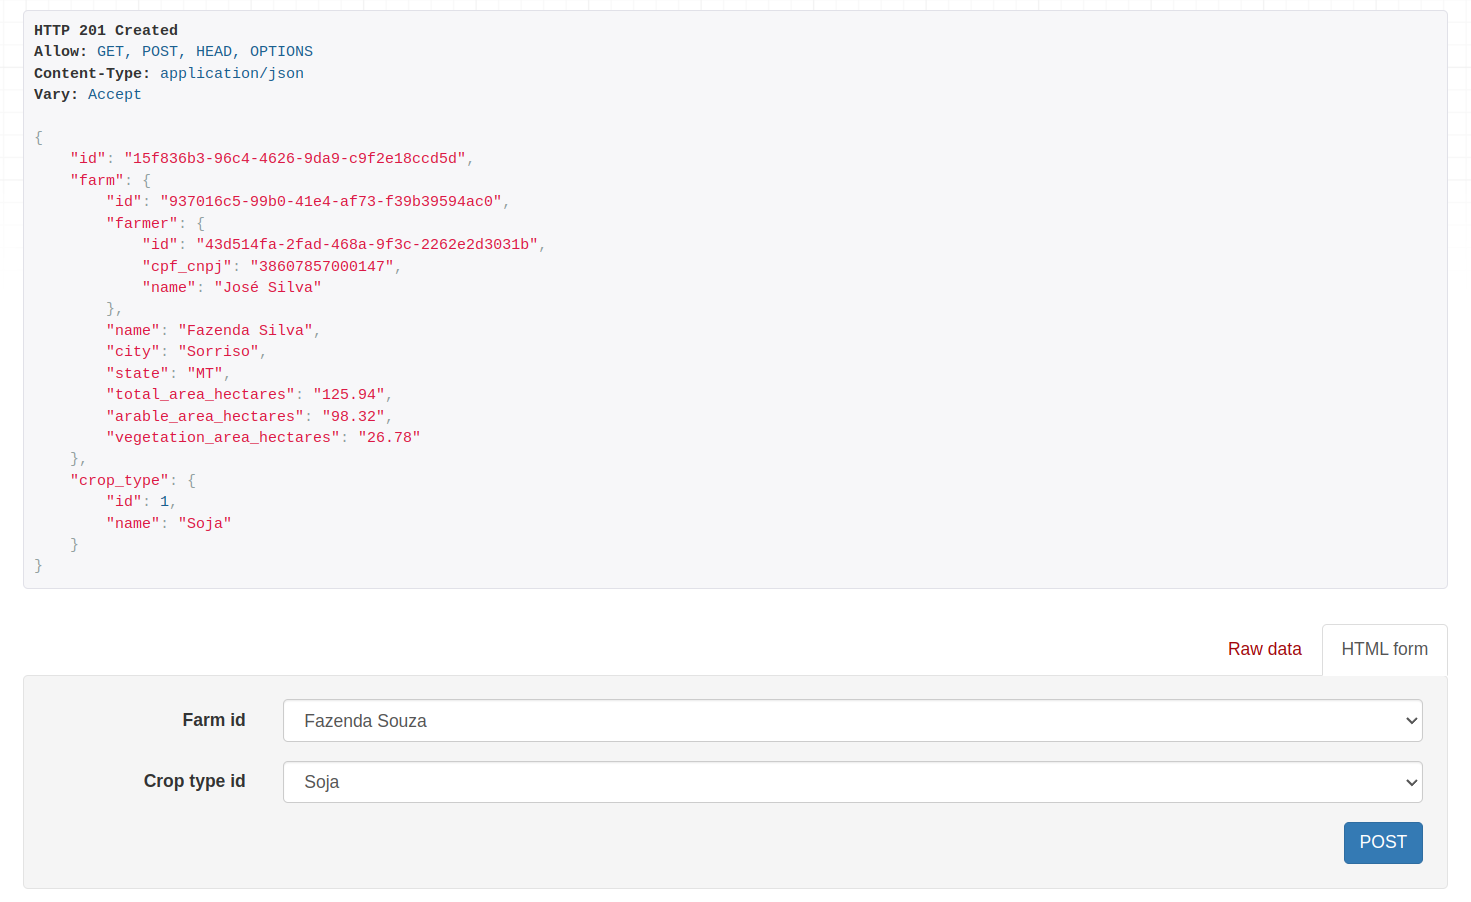 HTTP 201 Created
Allow: GET, POST, HEAD, OPTIONS
Content-Type: application/json
Vary: Accept
{
    "id": "15f836b3-96c4-4626-9da9-c9f2e18ccd5d",
    "farm": {
        "id": "937016c5-99b0-41e4-af73-f39b39594ac0",
        "farmer": {
            "id": "43d514fa-2fad-468a-9f3c-2262e2d3031b",
            "cpf_cnpj": "38607857000147",
            "name": "José Silva"
        },
        "name": "Fazenda Silva",
        "city": "Sorriso",
        "state": "MT",
        "total_area_hectares": "125.94",
        "arable_area_hectares": "98.32",
        "vegetation_area_hectares": "26.78"
    },
    "crop_type": {
        "id": 1,
        "name": "Soja"
    }
}
Raw data
HTML form
Farm id
Fazenda Souza
Crop type id
Soja
POST